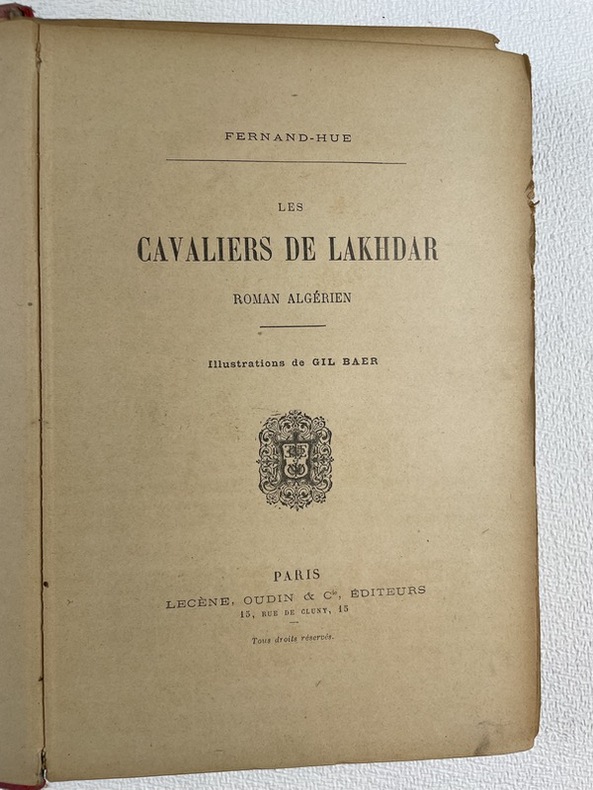 FERNAND-HUE
LES
CAVALIERS DE LAKHDAR
ROMAN ALGÉRIEN
Illustrations de GIL BAER
PARIS
LECÈNE, OUDIN & Cie, ÉDITEURS
15, RUE DE CLUNY, 15
Tous droits réservés.